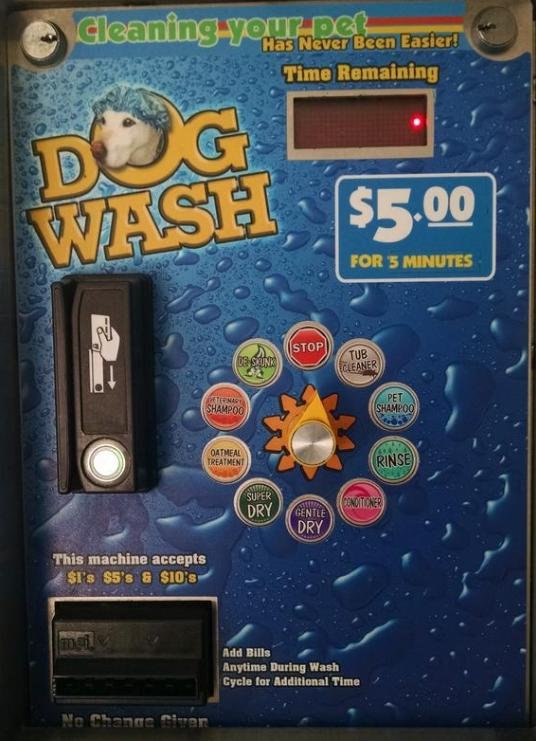 Cleaning your pet
Has Never Been Easier!
Time Remaining
DOG
WASH
$5.00
FOR 5 MINUTES
STOP
DE-SKUNK
TUB
CLEANER
VETERINARY
SHAMPOO
PET
SHAMPOO
OATMEAL
TREATMENT
RINSE
SUPER
DRY
CONDITIONER
GENTLE
DRY
This machine accepts
$1's $5's & $10's
mei
Add Bills
Anytime During Wash
Cycle for Additional Time
No Change Given